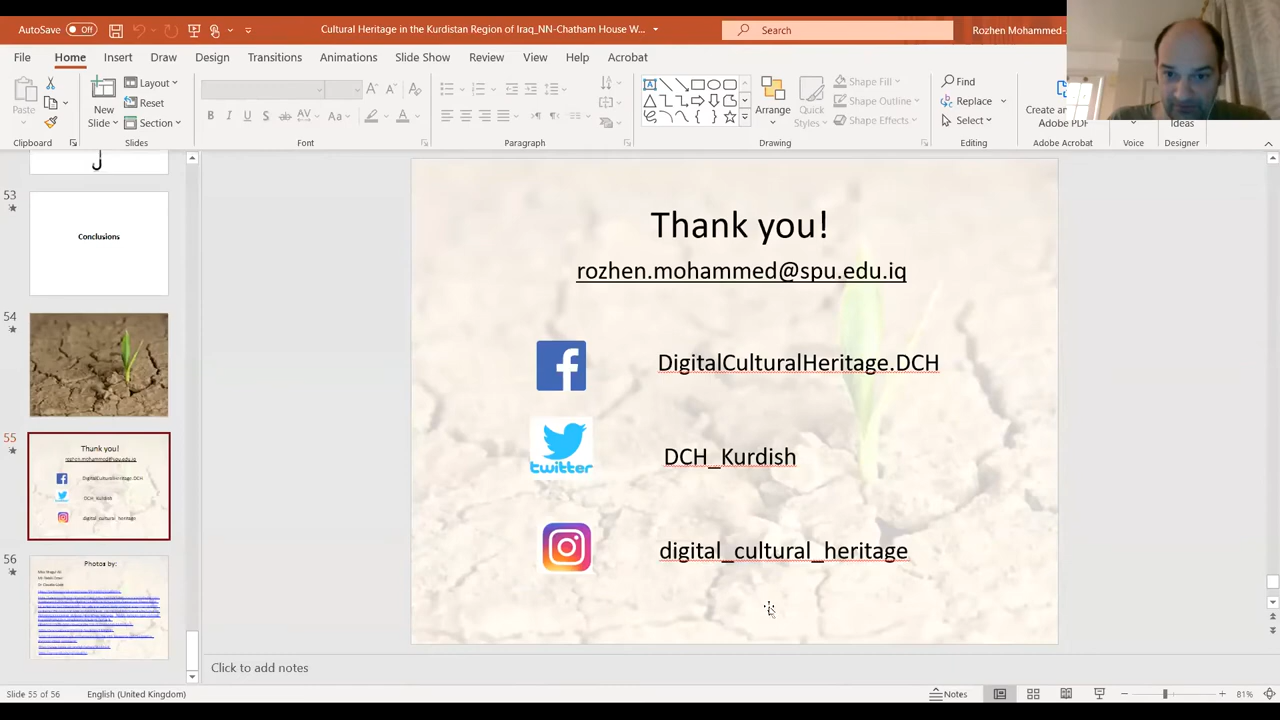 AutoSave Off
Cultural Heritage in the Kurdistan Region of Iraq_NN-Chatham House W...
Search
Rozhen Mohammed-
File Home Insert Draw Design Transitions Animations Slide Show Review View Help Acrobat
Paste
New
Slide
Layout
Reset
Section
Arrange
Quick
Styles
Shape Fill
Shape Outline
Shape Effects
Find
Replace
Select
Create an
Adobe PDF
Ideas
Clipboard Slides Font Paragraph Drawing Editing Adobe Acrobat Voice Designer
53
Conclusions
54
55
Thank you!
rozhen.mohammed@spu.edu.iq
DigitalCulturalHeritage.DCH
DCH_Kurdish
digital_cultural_heritage
56
Photos by:
Thank you!
rozhen.mohammed@spu.edu.iq
DigitalCulturalHeritage.DCH
twitter
DCH_Kurdish
digital_cultural_heritage
Click to add notes
Slide 55 of 56
English (United Kingdom)
Notes
81%